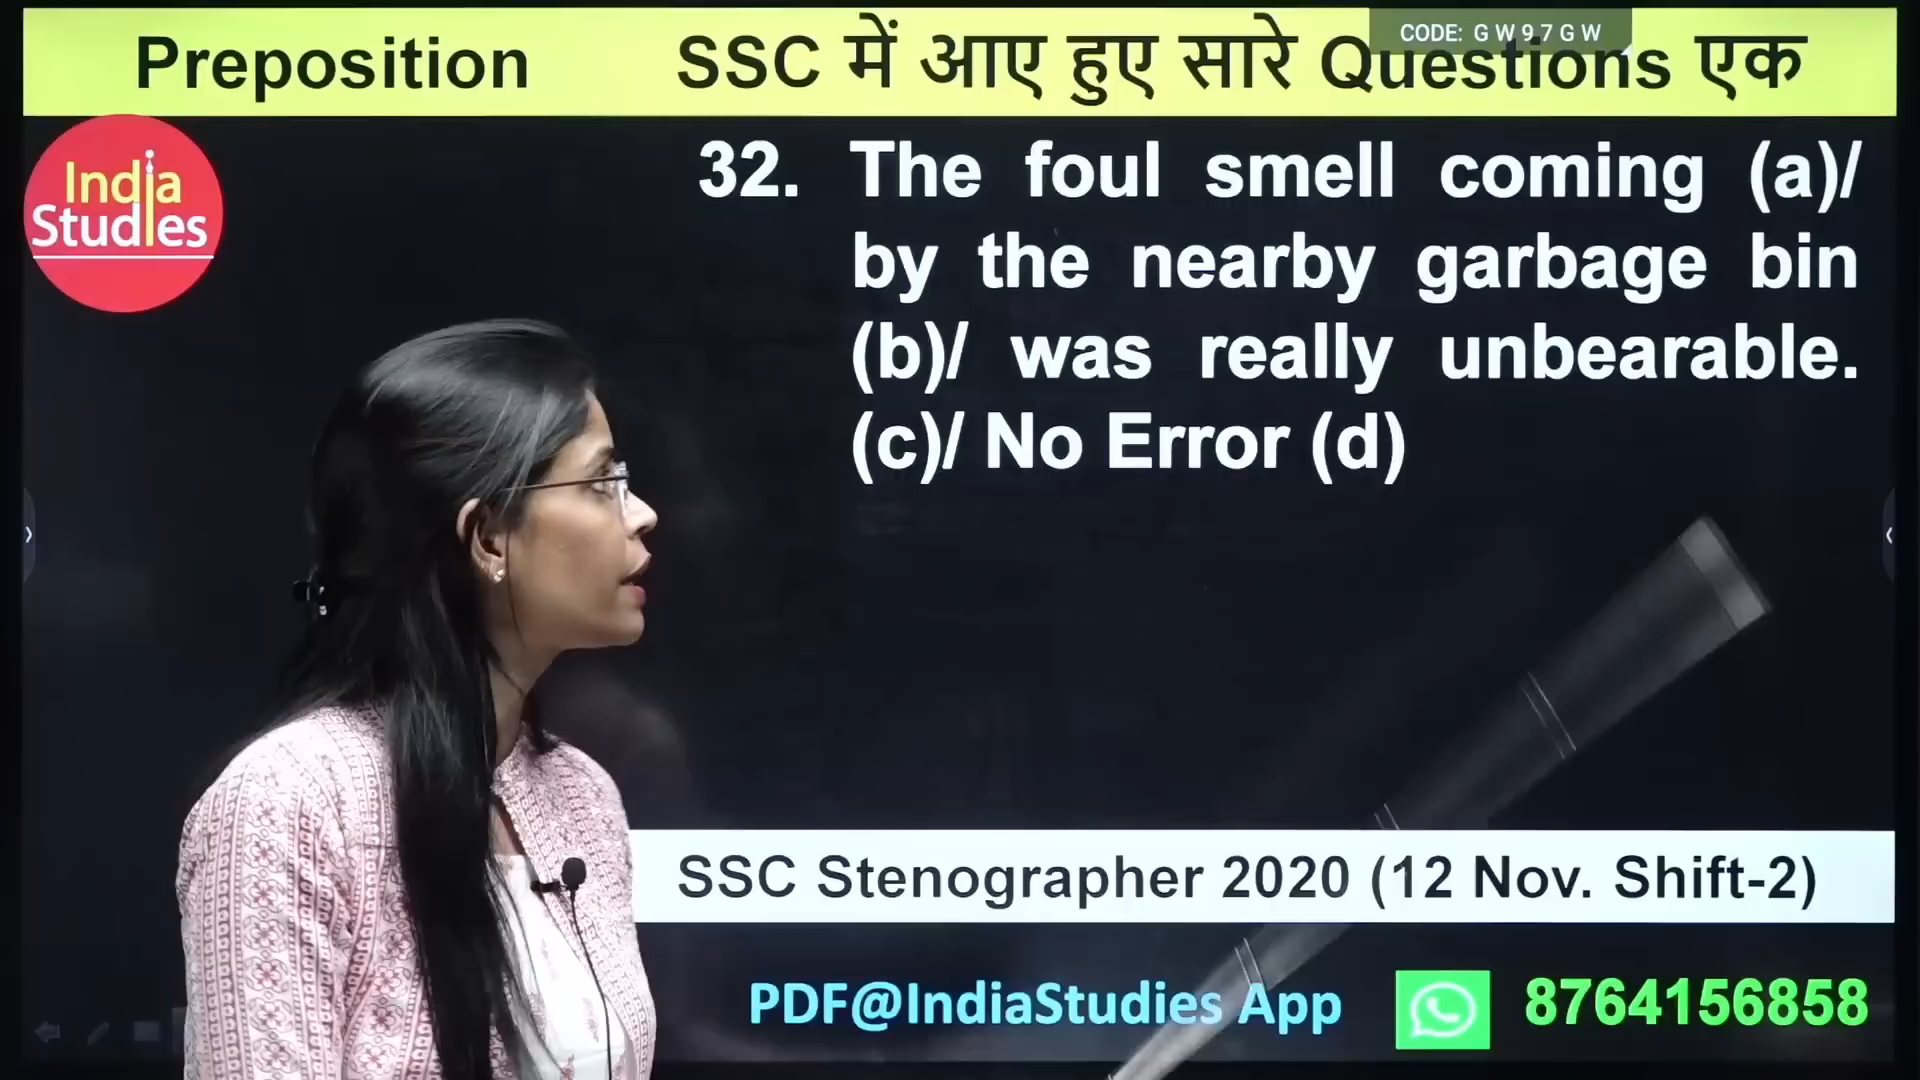 Preposition SSC में आए हुए सारे Questions एक
CODE: G W 9 7 G W
India
Studies
32. The foul smell coming (a)/
by the nearby garbage bin
(b)/ was really unbearable.
(c)/ No Error (d)
SSC Stenographer 2020 (12 Nov. Shift-2)
PDF@IndiaStudies App 8764156858